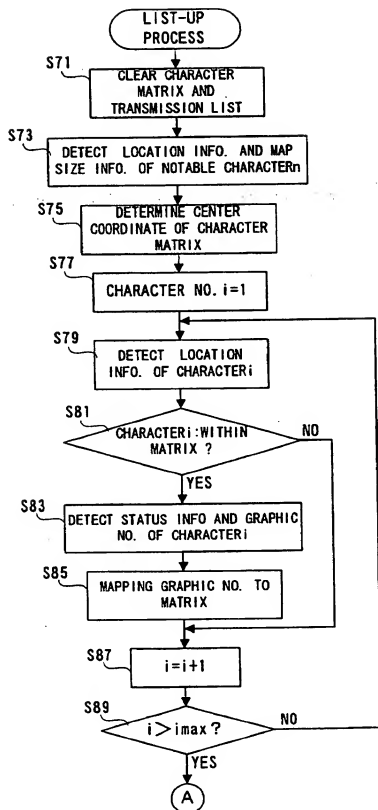 LIST-UP
PROCESS
S71
CLEAR CHARACTER
MATRIX AND
TRANSMISSION LIST
S73
DETECT LOCATION INFO. AND MAP
SIZE INFO. OF NOTABLE CHARACTERn
S75
DETERMINE CENTER
COORDINATE OF CHARACTER
MATRIX
S77
CHARACTER NO. i=1
S79
DETECT LOCATION
INFO. OF CHARACTERi
S81
CHARACTERi:WITHIN
MATRIX ?
NO
YES
S83
DETECT STATUS INFO AND GRAPHIC
NO. OF CHARACTERi
S85
MAPPING GRAPHIC NO. TO
MATRIX
S87
i=i+1
S89
i>imax?
NO
YES
A